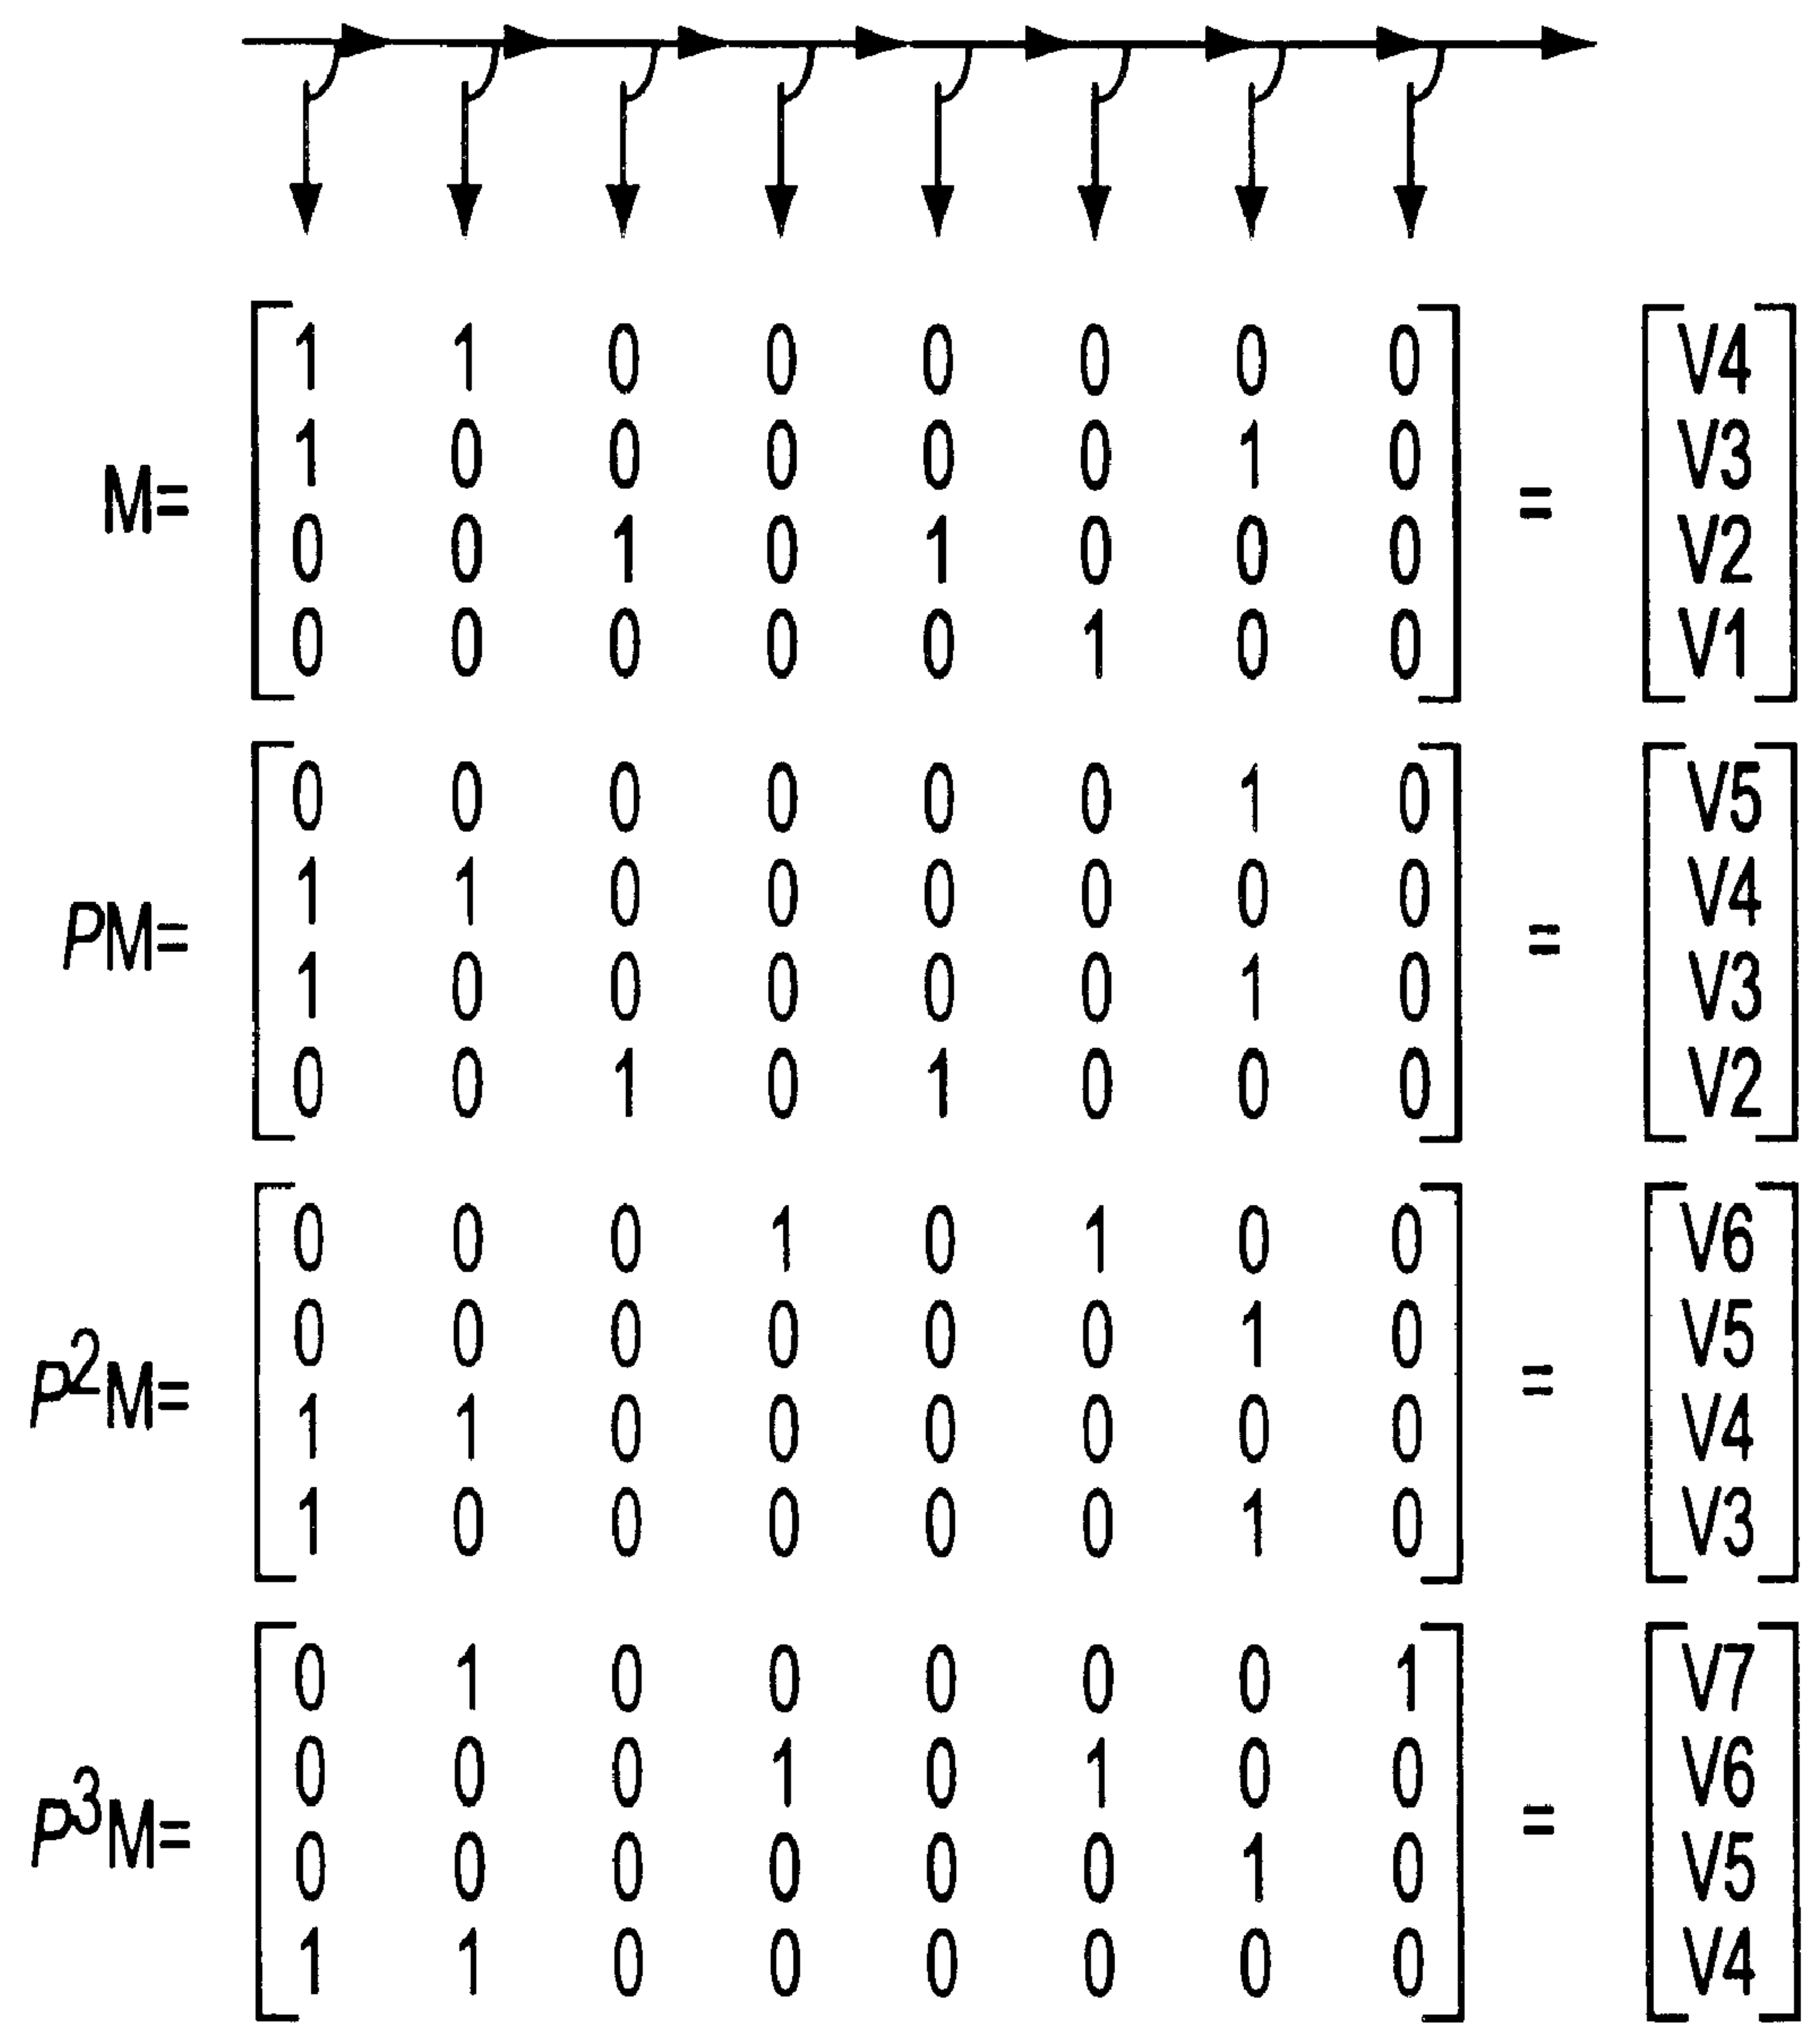 1 1 0 0 0 0 0 0 V4
1 0 0 0 0 0 1 0 V3
M= =
0 0 1 0 1 0 0 0 V2
0 0 0 0 0 1 0 0 V1
0 0 0 0 0 0 1 0 V5
1 1 0 0 0 0 0 0 V4
PM= =
1 0 0 0 0 0 1 0 V3
0 0 1 0 1 0 0 0 V2
0 0 0 1 0 1 0 0 V6
0 0 0 0 0 0 1 0 V5
P²M= =
1 1 0 0 0 0 0 0 V4
1 0 0 0 0 0 1 0 V3
0 1 0 0 0 0 0 1 V7
0 0 0 1 0 1 0 0 V6
P³M= =
0 0 0 0 0 0 1 0 V5
1 1 0 0 0 0 0 0 V4